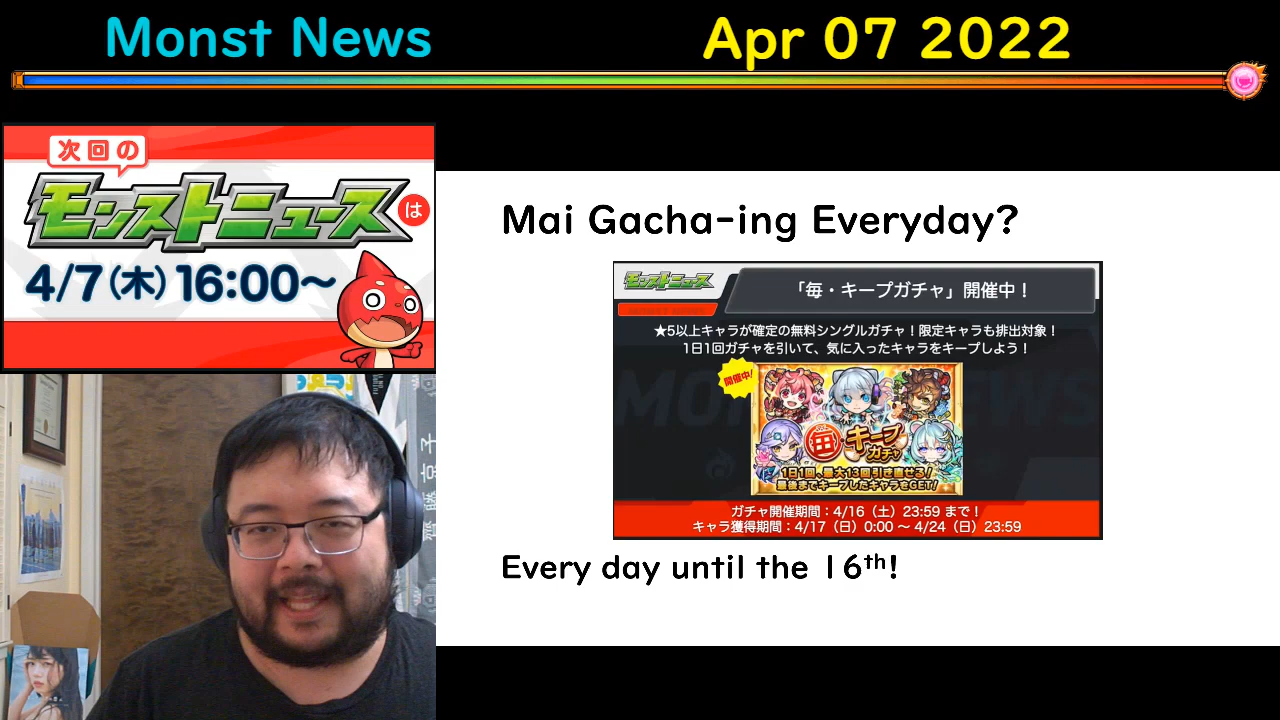 Monst News
Apr 07 2022
次回の
モンストニュース
は
4/7(木)16:00〜
Mai Gacha-ing Everyday?
モンストニュース
「毎・キープガチャ」開催中！
★5以上キャラが確定の無料シングルガチャ！限定キャラも排出対象！
1日1回ガチャを引いて、気に入ったキャラをキープしよう！
開催中!
毎
キープ
ガチャ
1日1回、最大13回引き直せる!
最後までキープしたキャラをGET!
ガチャ開催期間：4/16（土）23:59 まで！
キャラ獲得期間：4/17（日）0:00 〜 4/24（日）23:59
Every day until the 16th!
齊藤京子